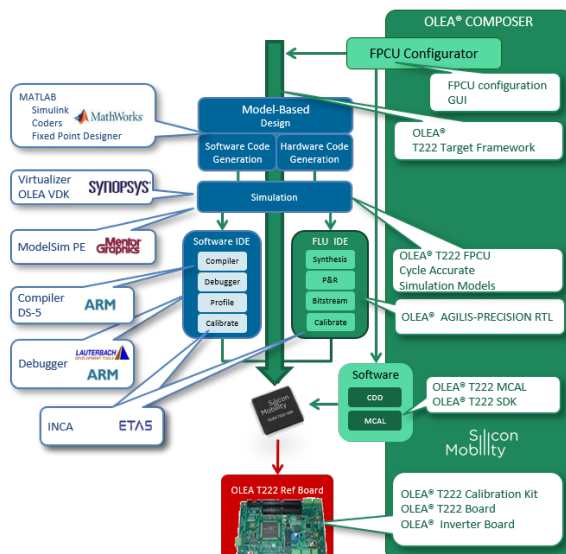 OLEA® COMPOSER
FPCU Configurator
FPCU configuration
GUI
MATLAB
Simulink
Coders
Fixed Point Designer
MathWorks
Model-Based
Design
OLEA®
T222 Target Framework
Software Code
Generation
Hardware Code
Generation
Virtualizer
OLEA VDK
SYNOPSYS
Simulation
ModelSim PE
Mentor
Graphics
Software IDE
FLU IDE
Compiler
Synthesis
Debugger
P&R
Profile
Bitstream
Calibrate
Calibrate
OLEA® T222 FPCU
Cycle Accurate
Simulation Models
Compiler
DS-5
ARM
OLEA® AGILIS-PRECISION RTL
Debugger
LAUTERBACH
DEVELOPMENT TOOLS
ARM
Software
CDD
MCAL
OLEA® T222 MCAL
OLEA® T222 SDK
INCA
ETAS
Silicon
Mobility
Silicon
Mobility
OLEA T222 Ref Board
OLEA® T222 Calibration Kit
OLEA® T222 Board
OLEA® Inverter Board